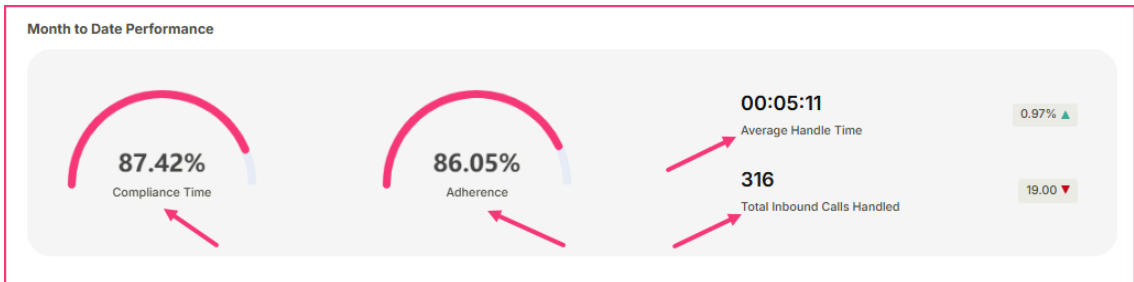 Month to Date Performance
87.42%
Compliance Time
86.05%
Adherence
00:05:11
Average Handle Time
0.97% ▲
316
Total Inbound Calls Handled
19.00 ▼